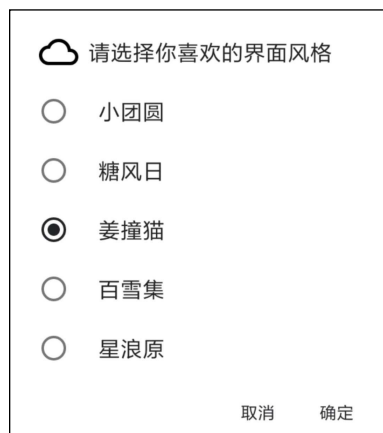 请选择你喜欢的界面风格
小团圆
糖风日
姜撞猫
百雪集
星浪原
取消 确定